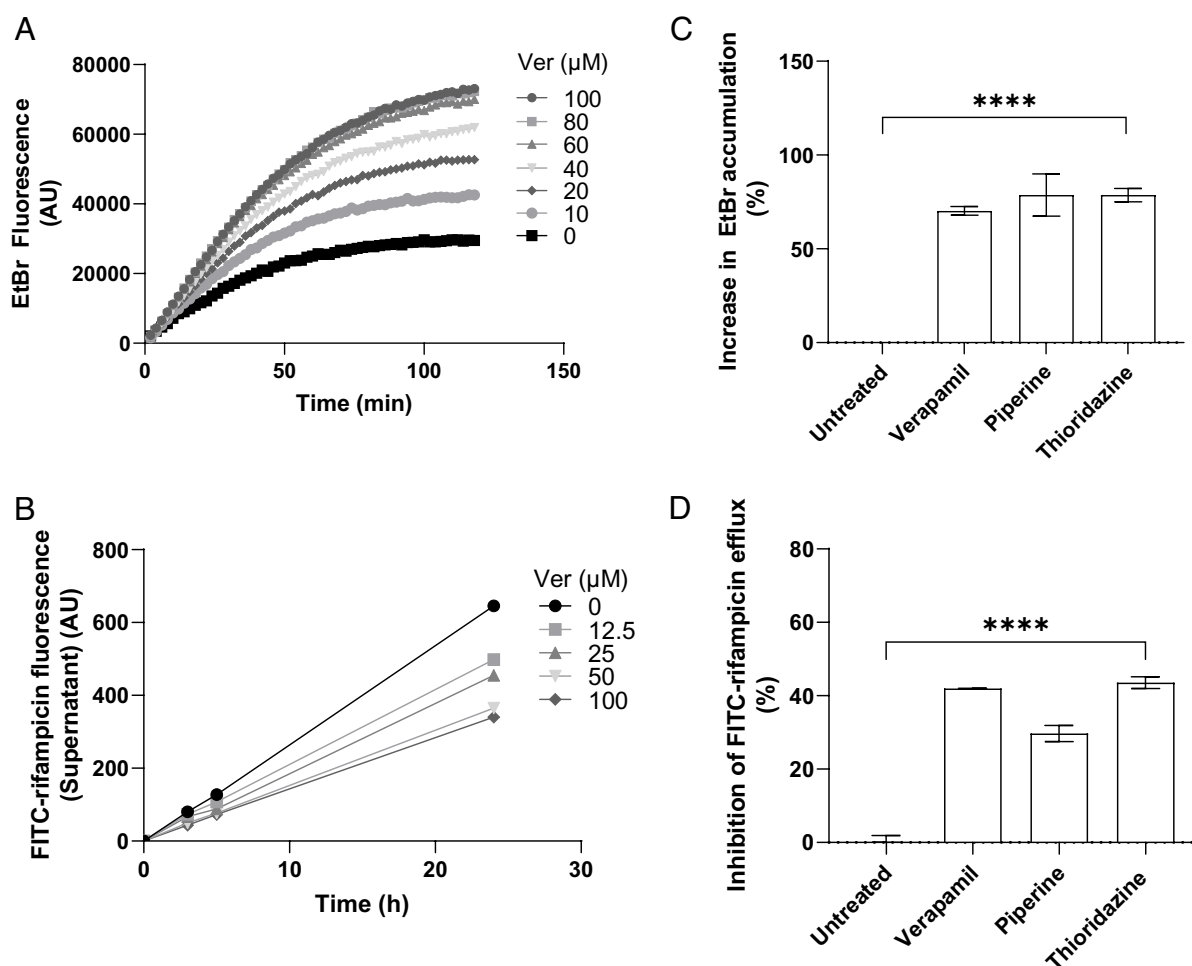 A
80000
60000
40000
20000
0
EtBr Fluorescence
(AU)
0
50
100
150
Time (min)
Ver (µM)
100
80
60
40
20
10
0
C
150
100
50
0
Increase in EtBr accumulation
(%)
****
Untreated
Verapamil
Piperine
Thioridazine
B
800
600
400
200
0
FITC-rifampicin fluorescence
(Supernatant) (AU)
0
10
20
30
Time (h)
Ver (µM)
0
12.5
25
50
100
D
80
60
40
20
0
Inhibition of FITC-rifampicin efflux
(%)
****
Untreated
Verapamil
Piperine
Thioridazine